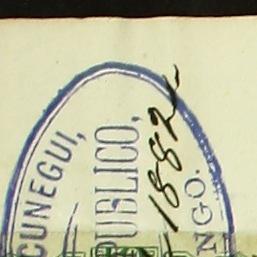 CUNEGUI,
PUBLICO,
1882
NGO.